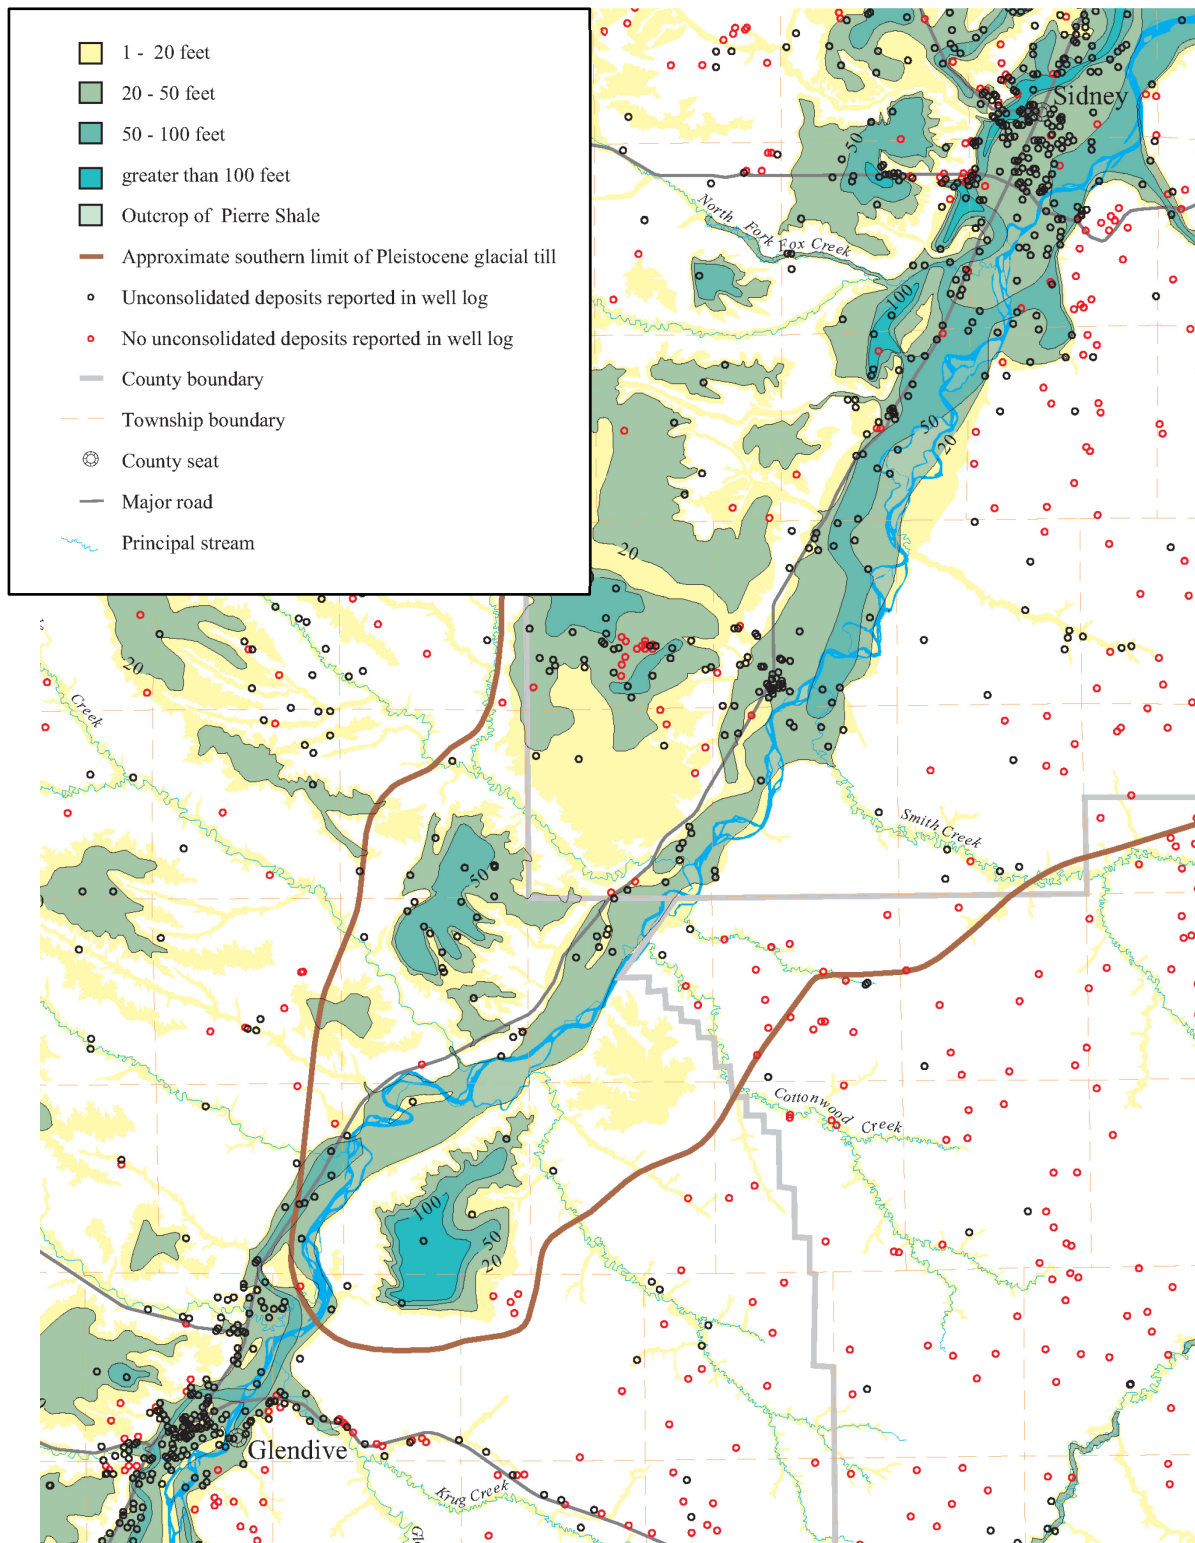 1 - 20 feet
20 - 50 feet
50 - 100 feet
greater than 100 feet
Outcrop of Pierre Shale
Approximate southern limit of Pleistocene glacial till
Unconsolidated deposits reported in well log
No unconsolidated deposits reported in well log
County boundary
Township boundary
County seat
Major road
Principal stream
Sidney
50
North Fork Fox Creek
100
50
20
20
20
Creek
Smith Creek
50
Cottonwood Creek
100
50
20
Glendive
Krug Creek